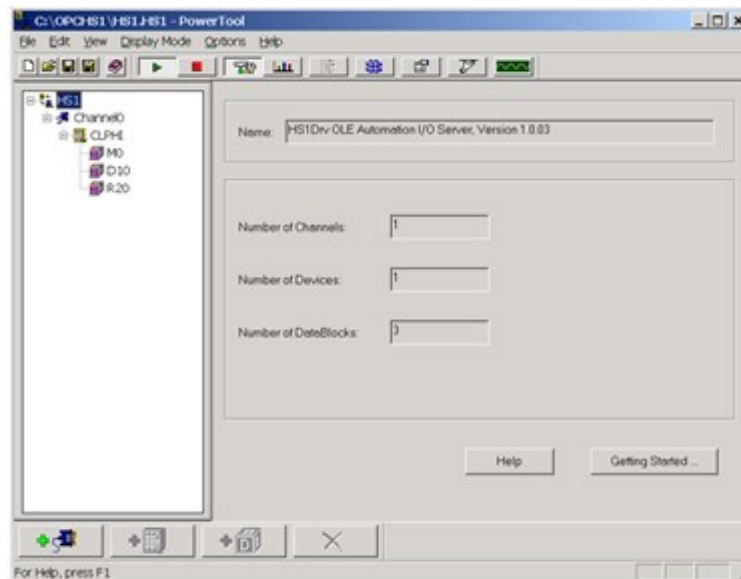 C:\OPCHS1\HS1.HS1 - PowerTool
File Edit View Display Mode Options Help
HS1
Channel0
CLPHI
M0
D10
R20
Name: HS1Drv OLE Automation I/O Server, Version 1.0.03
Number of Channels: 1
Number of Devices: 1
Number of DataBlocks: 3
Help Getting Started ...
For Help, press F1